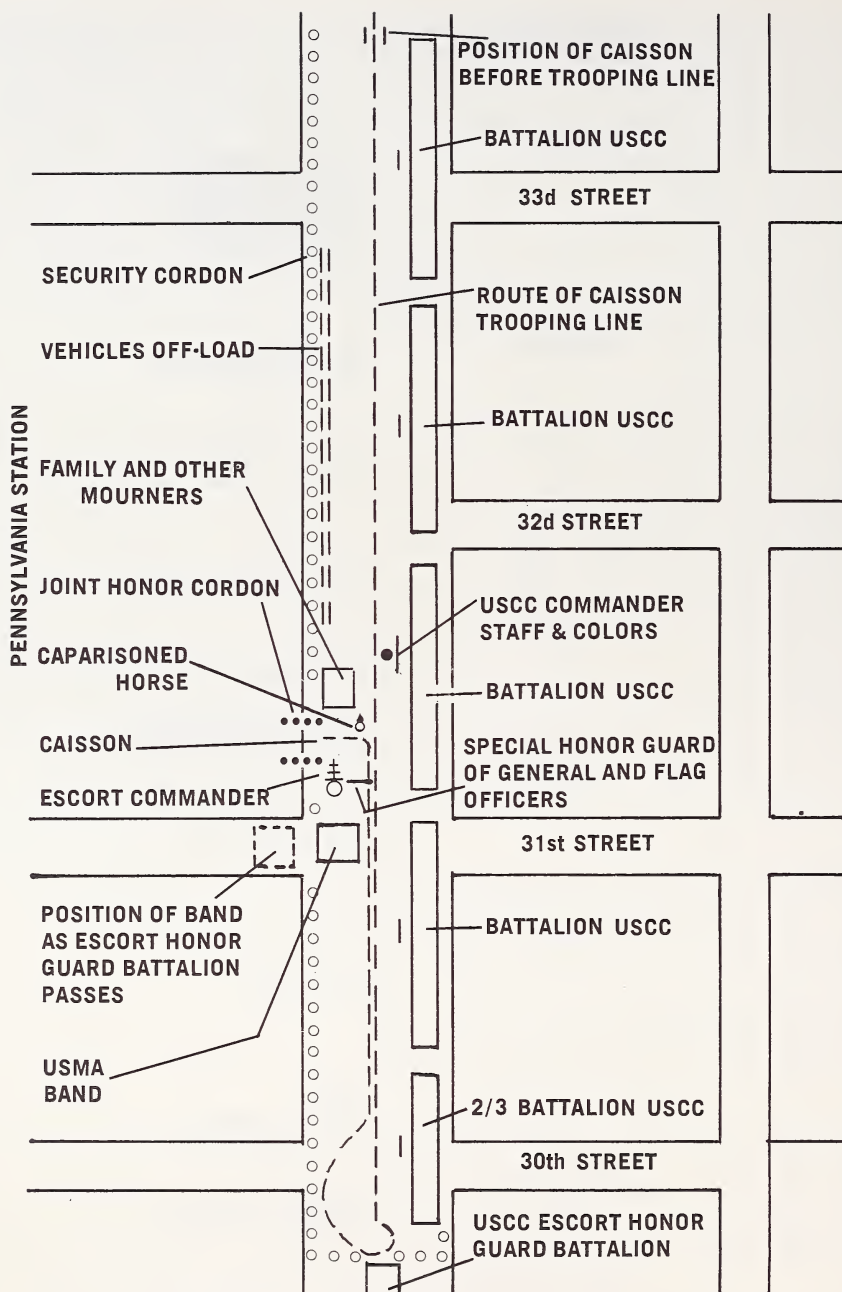 POSITION OF CAISSON
BEFORE TROOPING LINE
BATTALION USCC
33d STREET
SECURITY CORDON
ROUTE OF CAISSON
TROOPING LINE
VEHICLES OFF-LOAD
BATTALION USCC
PENNSYLVANIA STATION
FAMILY AND OTHER
MOURNERS
32d STREET
JOINT HONOR CORDON
USCC COMMANDER
STAFF & COLORS
CAPARISONED
HORSE
BATTALION USCC
CAISSON
SPECIAL HONOR GUARD
OF GENERAL AND FLAG
OFFICERS
ESCORT COMMANDER
31st STREET
POSITION OF BAND
AS ESCORT HONOR
GUARD BATTALION
PASSES
BATTALION USCC
USMA
BAND
2/3 BATTALION USCC
30th STREET
USCC ESCORT HONOR
GUARD BATTALION